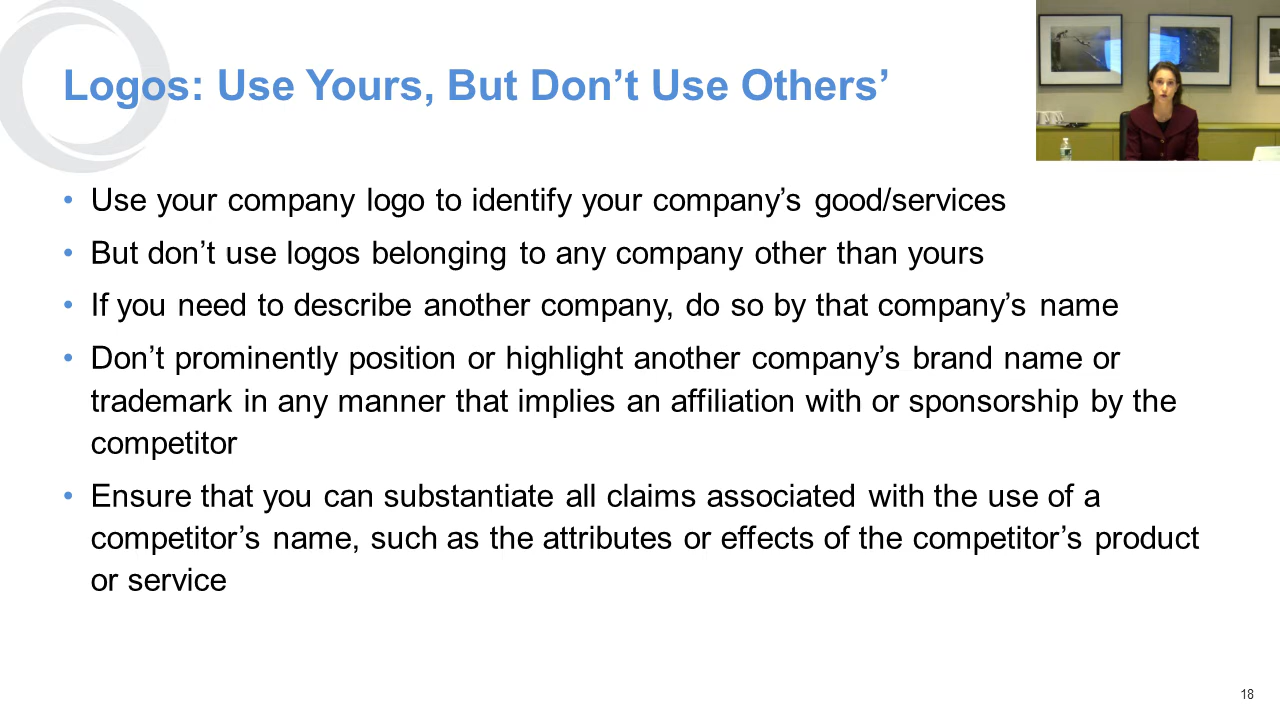 Logos: Use Yours, But Don’t Use Others’
• Use your company logo to identify your company’s good/services
• But don’t use logos belonging to any company other than yours
• If you need to describe another company, do so by that company’s name
• Don’t prominently position or highlight another company’s brand name or
trademark in any manner that implies an affiliation with or sponsorship by the
competitor
• Ensure that you can substantiate all claims associated with the use of a
competitor’s name, such as the attributes or effects of the competitor’s product
or service
18